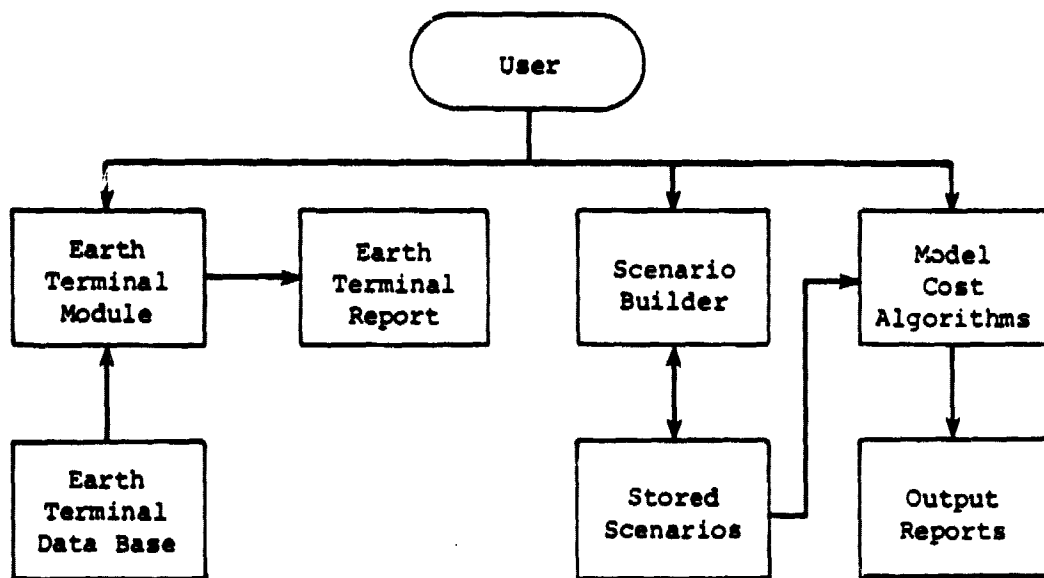 User
Earth
Terminal
Module
Earth
Terminal
Report
Scenario
Builder
Model
Cost
Algorithms
Earth
Terminal
Data Base
Stored
Scenarios
Output
Reports